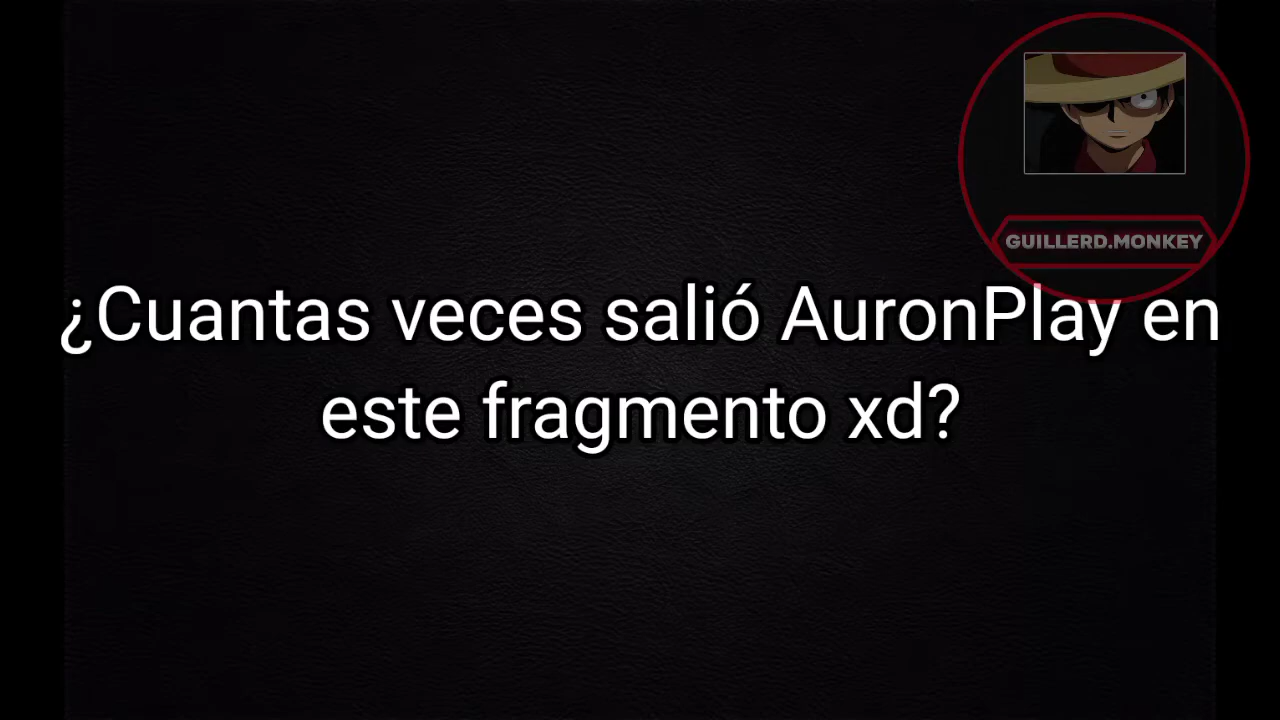 GUILLERD.MONKEY
¿Cuantas veces salió AuronPlay en
este fragmento xd?